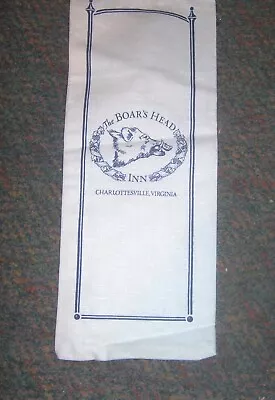 The BOAR'S HEAD
INN
CHARLOTTESVILLE, VIRGINIA